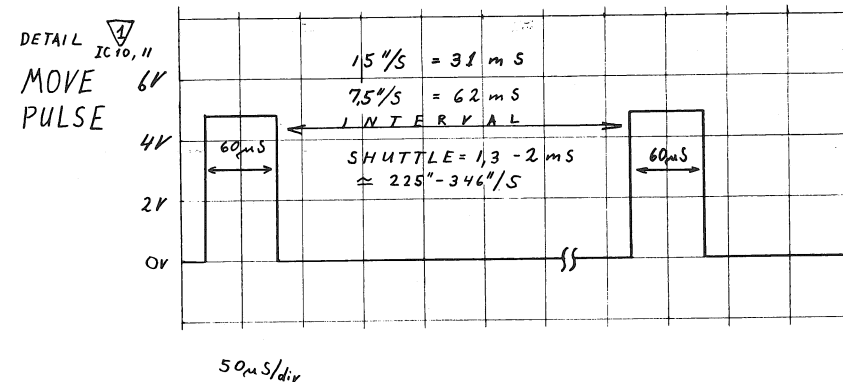 DETAIL 1
IC10, 11
MOVE
PULSE
6V
4V
2V
0V
15"/S = 31 mS
7,5"/S = 62 mS
INTERVAL
SHUTTLE = 1,3 - 2 mS
≃ 225" - 346"/S
60µS
60µS
50µS/div